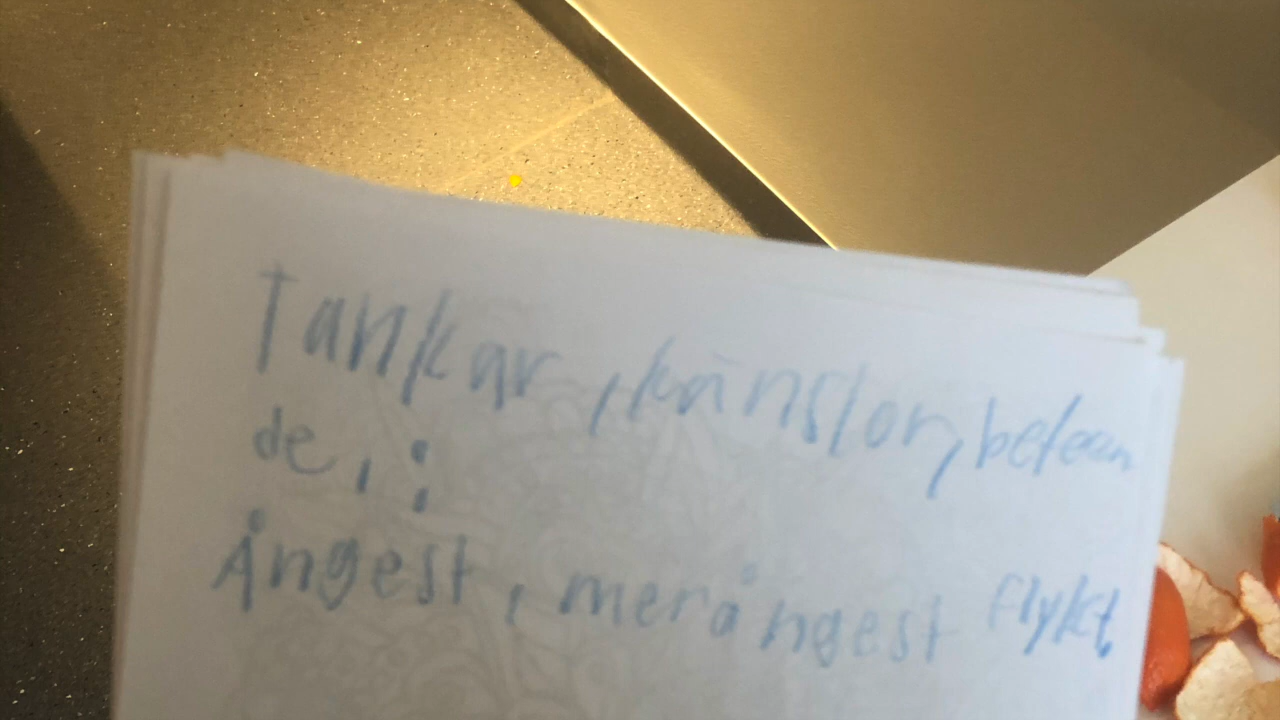 Tankar, känslor, beteen
de, ;
Ångest, mer ångest flykt